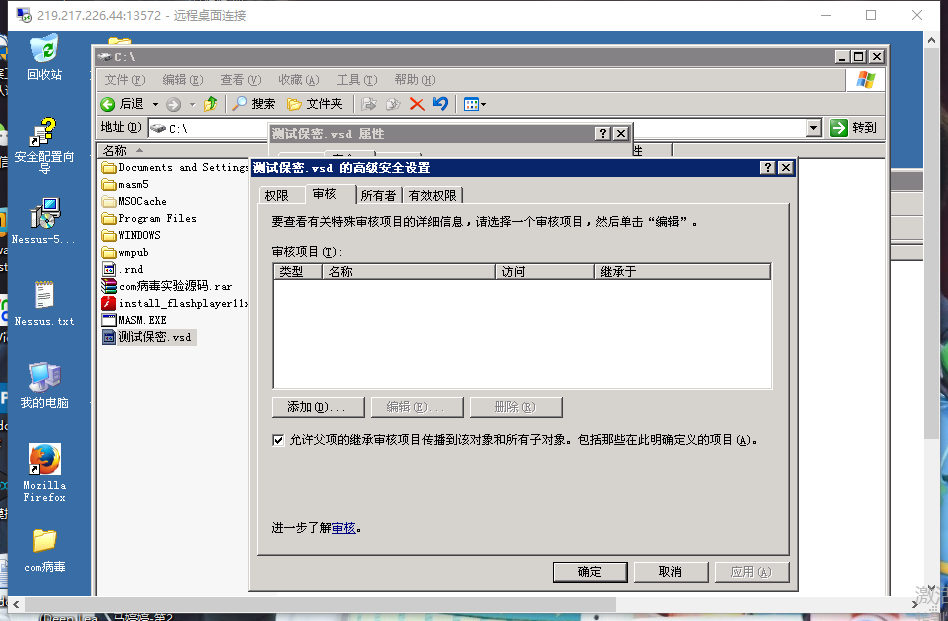 219.217.226.44:13572 - 远程桌面连接
回收站
安全配置向导
Nessus-5...
Nessus.txt
我的电脑
Mozilla Firefox
com病毒
C:\
文件(F) 编辑(E) 查看(V) 收藏(A) 工具(T) 帮助(H)
后退 搜索 文件夹
地址(D) C:\ 转到
名称 性
Documents and Settings
masm5
MSOCache
Program Files
WINDOWS
wmpub
.rnd
com病毒实验源码.rar
install_flashplayer11x
MASM.EXE
测试保密.vsd
测试保密.vsd 属性
测试保密.vsd 的高级安全设置
权限 审核 所有者 有效权限
要查看有关特殊审核项目的详细信息，请选择一个审核项目，然后单击“编辑”。
审核项目(T):
类型 名称 访问 继承于
添加(D)... 编辑(E)... 删除(R)
允许父项的继承审核项目传播到该对象和所有子对象。包括那些在此明确定义的项目(A)。
进一步了解审核。
确定 取消 应用(A)
激活